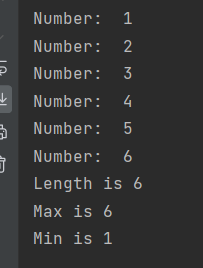 Number:  1
Number:  2
Number:  3
Number:  4
Number:  5
Number:  6
Length is 6
Max is 6
Min is 1